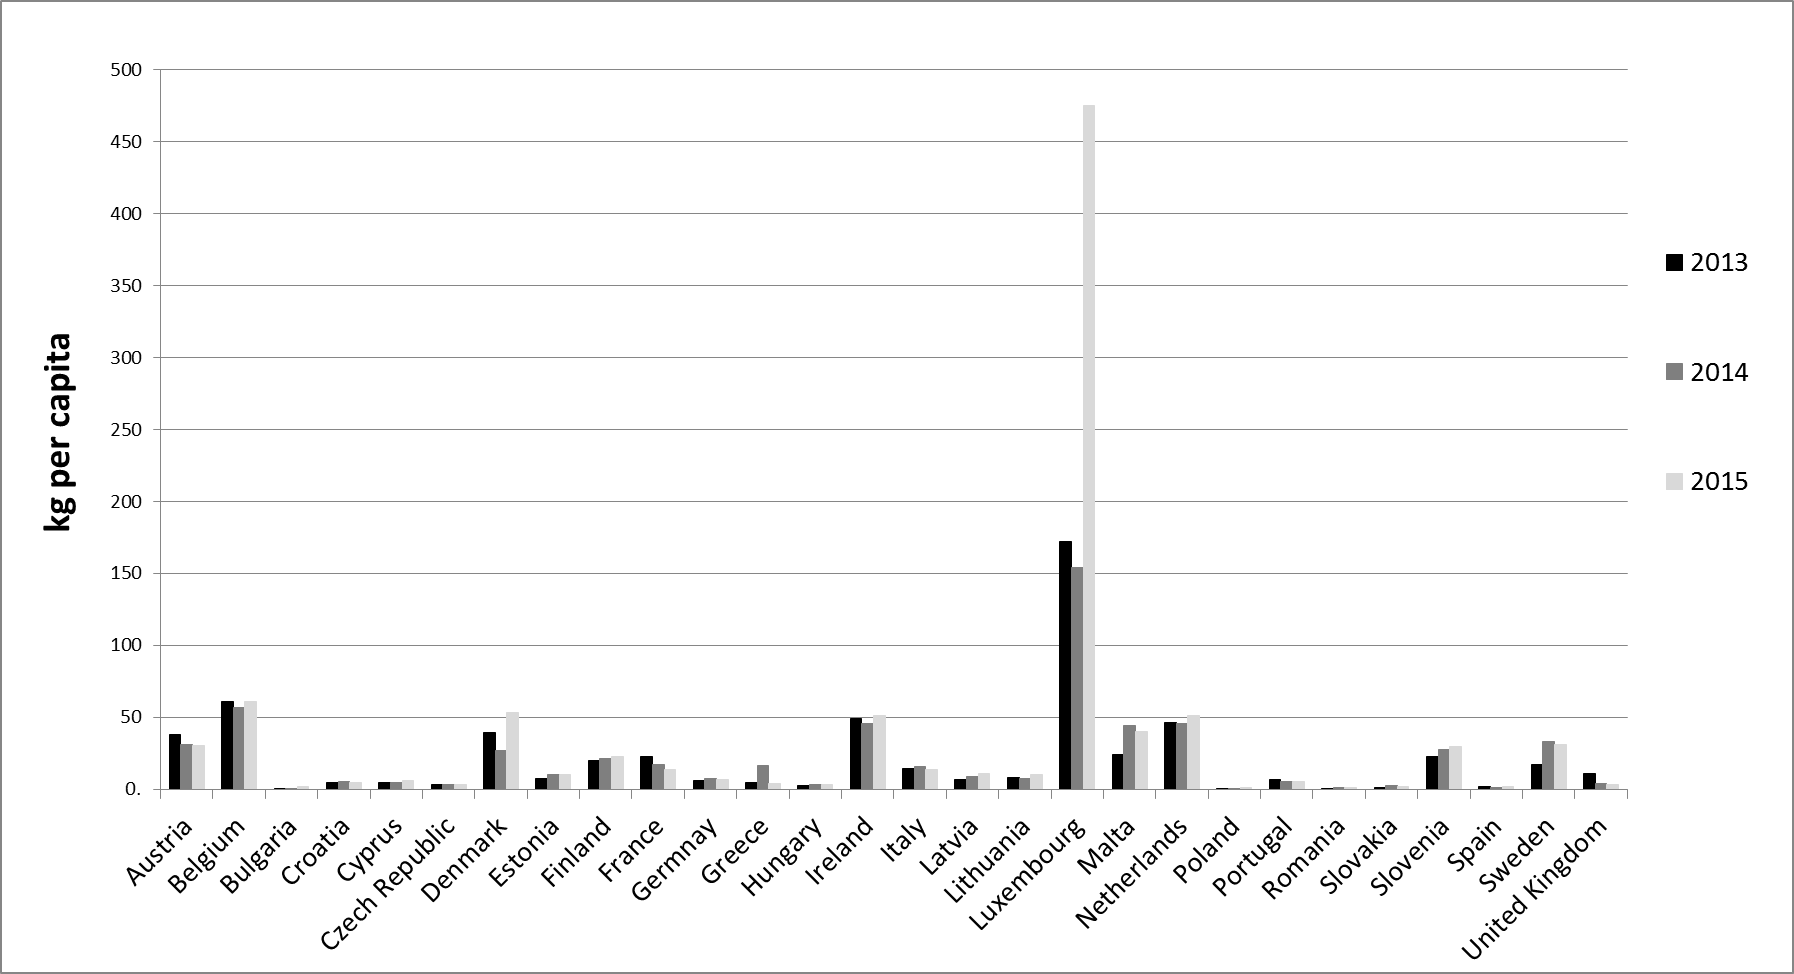 500
450
400
350
300
250
200
150
100
50
0.
kg per capita
Austria
Belgium
Bulgaria
Croatia
Cyprus
Czech Republic
Denmark
Estonia
Finland
France
Germnay
Greece
Hungary
Ireland
Italy
Latvia
Lithuania
Luxembourg
Malta
Netherlands
Poland
Portugal
Romania
Slovakia
Slovenia
Spain
Sweden
United Kingdom
2013
2014
2015